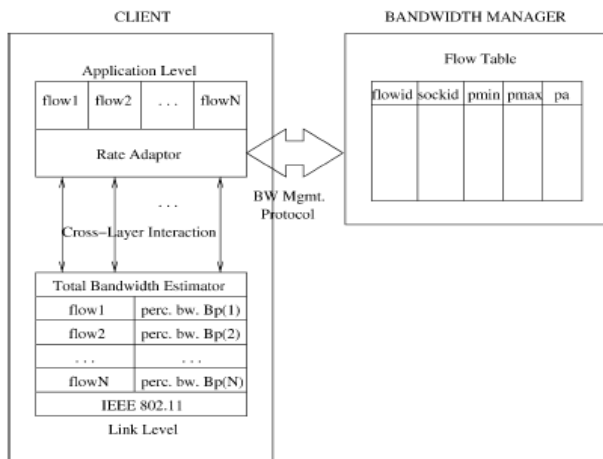 CLIENT
BANDWIDTH MANAGER
Application Level
flow1 flow2 . . . flowN
Rate Adaptor
Flow Table
flowid sockid pmin pmax pa
BW Mgmt.
Protocol
. . .
Cross-Layer Interaction
Total Bandwidth Estimator
flow1 perc. bw. Bp(1)
flow2 perc. bw. Bp(2)
. . . . . .
flowN perc. bw. Bp(N)
IEEE 802.11
Link Level